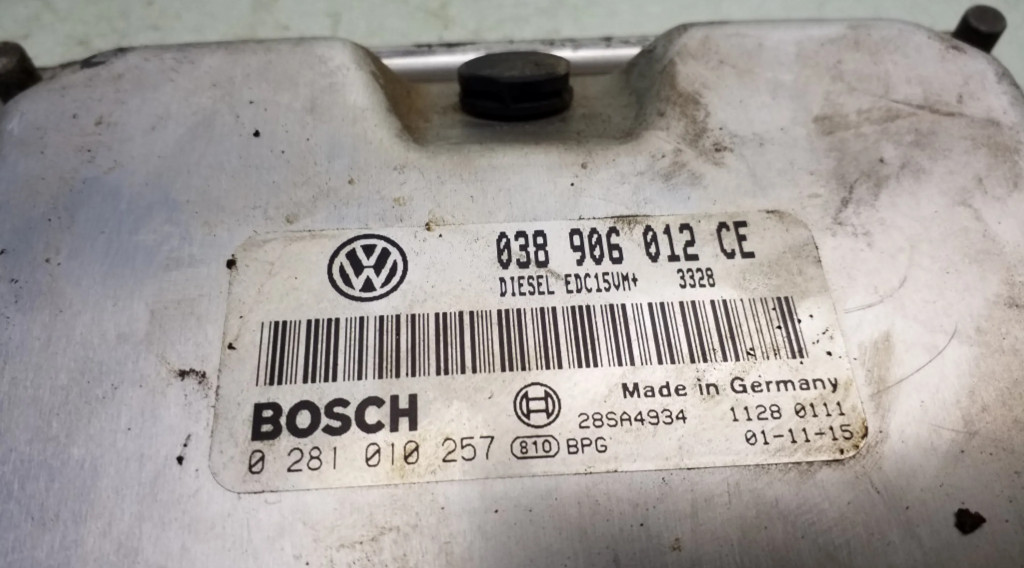 038 906 012 CE
DIESEL EDC15VM+ 3328
BOSCH
Made in Germany
28SA4934 1128 0111
0 281 010 257 810 BPG 01-11-15